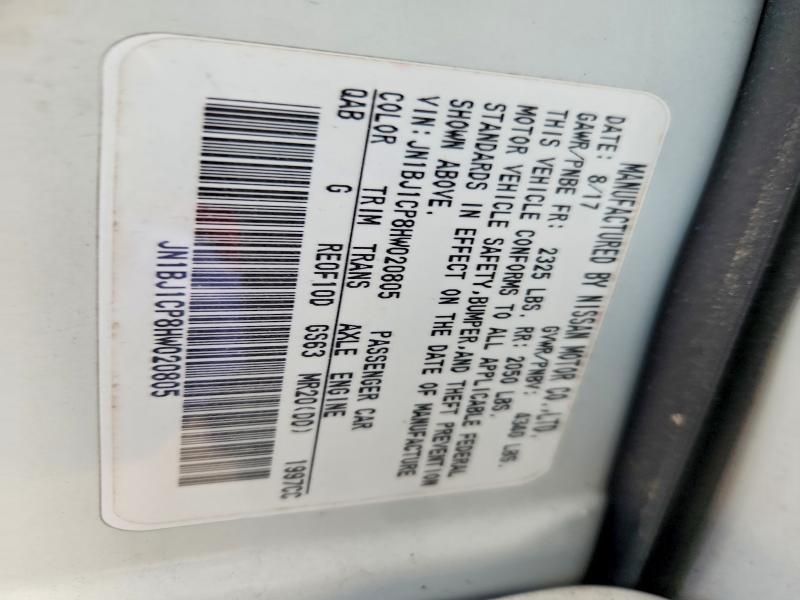 MANUFACTURED BY NISSAN MOTOR CO.,LTD.
DATE: 8/17 GVWR/PNBV: 4340 LBS.
GAWR/PNBE FR: 2325 LBS. RR: 2050 LBS.
THIS VEHICLE CONFORMS TO ALL APPLICABLE FEDERAL
MOTOR VEHICLE SAFETY,BUMPER,AND THEFT PREVENTION
STANDARDS IN EFFECT ON THE DATE OF MANUFACTURE
SHOWN ABOVE.
VIN: JN1BJ1CP8HW020805 PASSENGER CAR
COLOR TRIM TRANS AXLE ENGINE
QAB G RE0F10D GS63 MR20(DD) 1997CC
JN1BJ1CP8HW020805